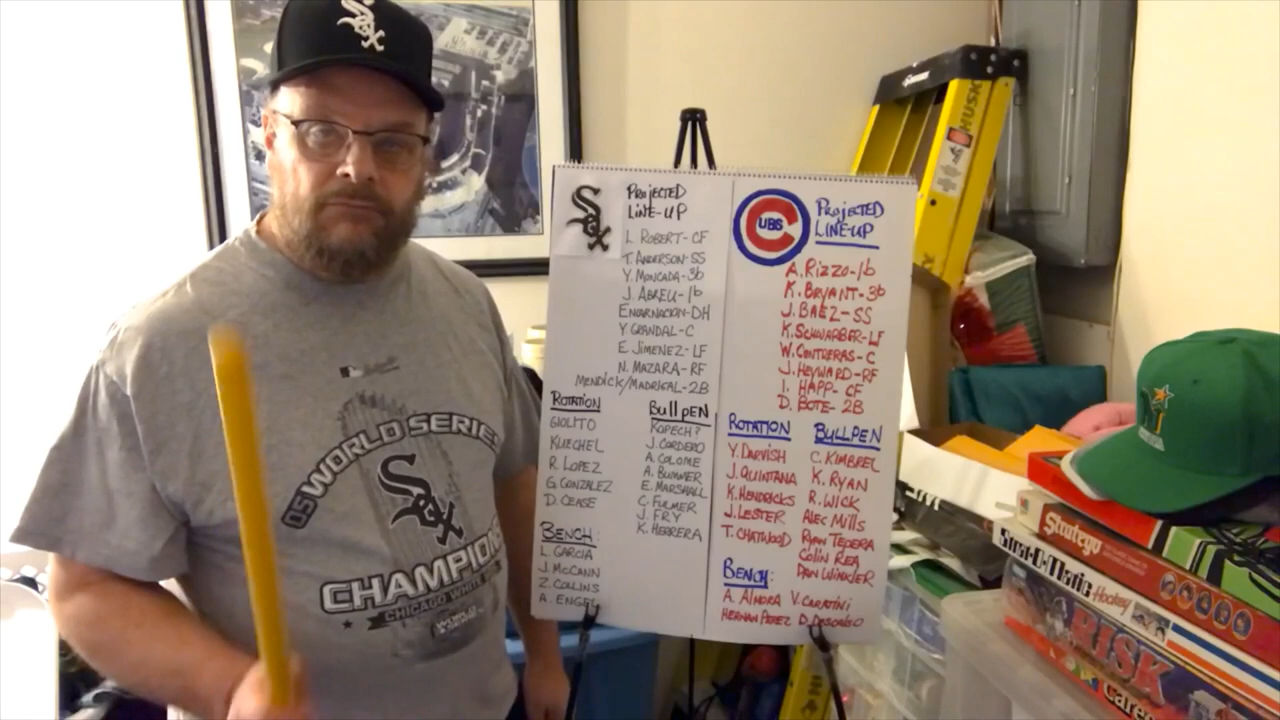 Sox
05 WORLD SERIES
Sox
CHAMPIONS
CHICAGO WHITE SOX
Sox
PROJECTED
LINE-UP
L. ROBERT-CF
T. ANDERSON-SS
Y. MONCADA-3b
J. ABREU-1b
ENCARNACION-DH
Y GRANDAL-C
E. JIMENEZ-LF
N. MAZARA-RF
MENDICK/MADRIGAL-2B
ROTATION
GIOLITO
KUECHEL
R. LOPEZ
G. GONZALEZ
D. CEASE
BENCH:
L. GARCIA
J. McCANN
Z. COLLINS
A. ENGEL
BullPEN
KOPECH?
J. CORDERO
A. COLOME
A. BUMMER
E. MARSHALL
C. FULMER
J. FRY
K. HERRERA
CUBS
PROJECTED
LINE-UP
A. RIZZO-1b
K. BRYANT-3b
J. BAEZ-SS
K. SCHWARBER-LF
W. CONTRERAS-C
J. HEYWARD-RF
I. HAPP-CF
D. BOTE-2B
ROTATION
Y. DARVISH
J. QUINTANA
K. HENDRICKS
J. LESTER
T. CHATWOOD
BULLPEN
C. KIMBREL
K. RYAN
R. WICK
ALEC MILLS
RYAN TEPERA
COLIN REA
DAN WINKLER
BENCH:
A. ALMORA V. CARATINI
HERNAN PEREZ D. DESCALSO
HUSK
Stratego
Strat-O-Matic Hockey
RISK
Career